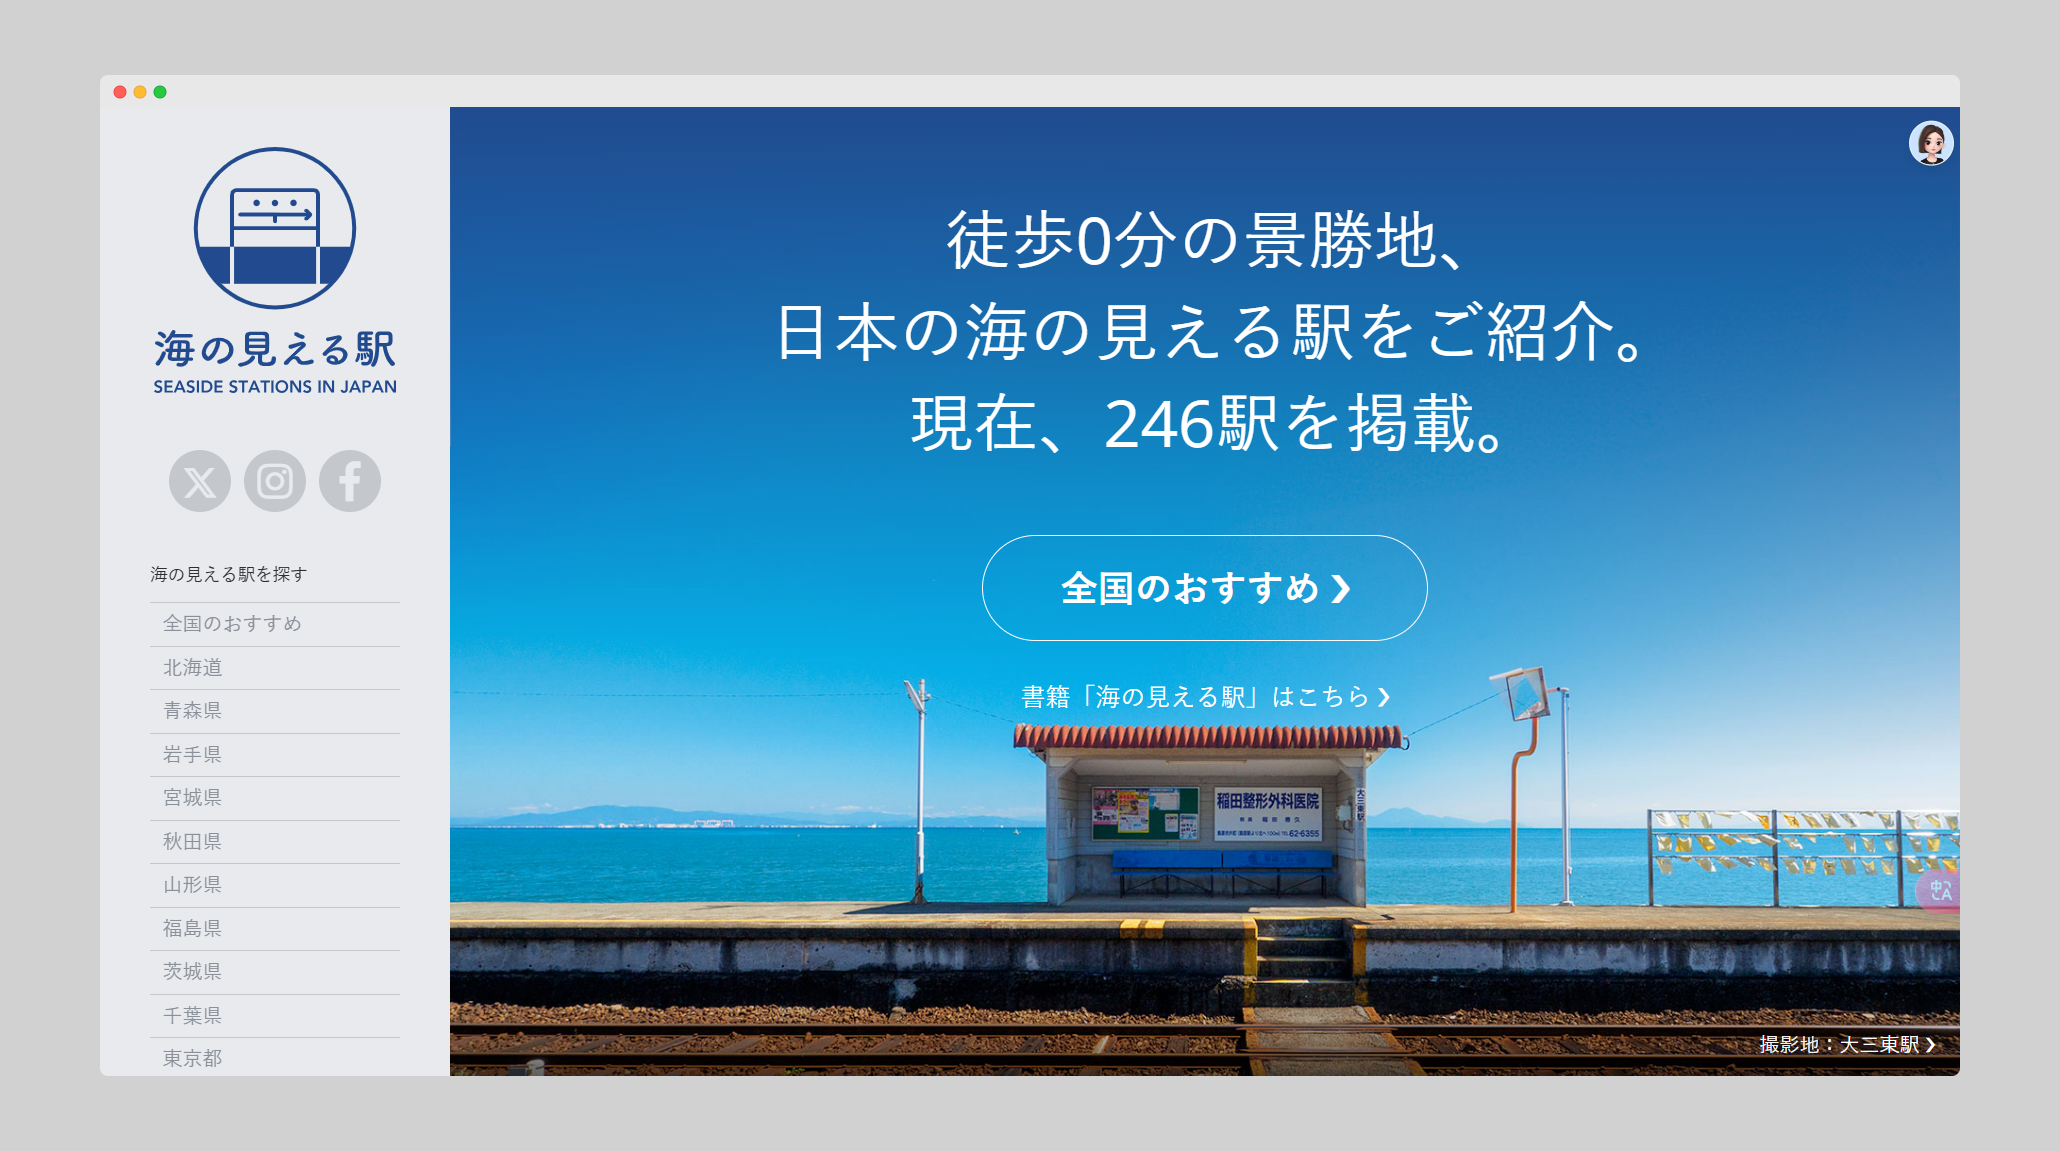 海の見える駅
SEASIDE STATIONS IN JAPAN
海の見える駅を探す
全国のおすすめ
北海道
青森県
岩手県
宮城県
秋田県
山形県
福島県
茨城県
千葉県
東京都
徒歩0分の景勝地、
日本の海の見える駅をご紹介。
現在、246駅を掲載。
全国のおすすめ
書籍「海の見える駅」はこちら
稲田整形外科医院
62-6355
大三東駅
撮影地：大三東駅